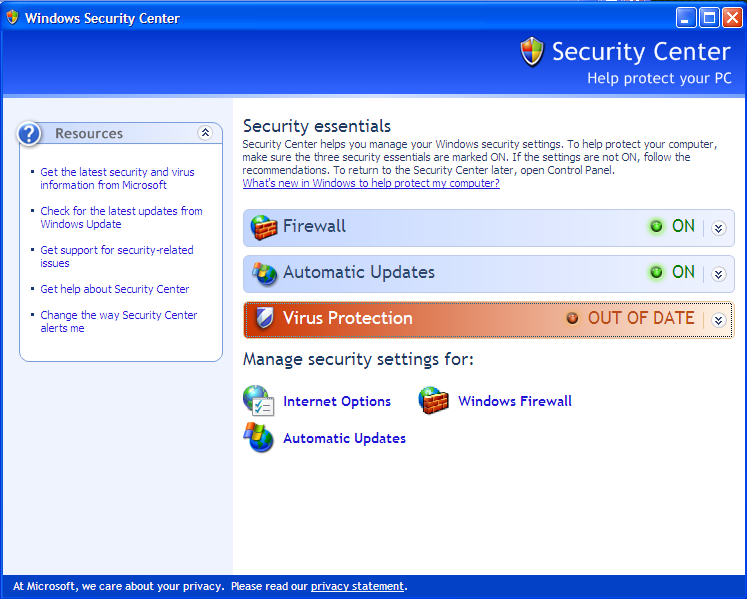 Windows Security Center
Security Center
Help protect your PC
Resources
Get the latest security and virus
information from Microsoft
Check for the latest updates from
Windows Update
Get support for security-related
issues
Get help about Security Center
Change the way Security Center
alerts me
Security essentials
Security Center helps you manage your Windows security settings. To help protect your computer,
make sure the three security essentials are marked ON. If the settings are not ON, follow the
recommendations. To return to the Security Center later, open Control Panel.
What's new in Windows to help protect my computer?
Firewall ON
Automatic Updates ON
Virus Protection OUT OF DATE
Manage security settings for:
Internet Options Windows Firewall
Automatic Updates
At Microsoft, we care about your privacy. Please read our privacy statement.